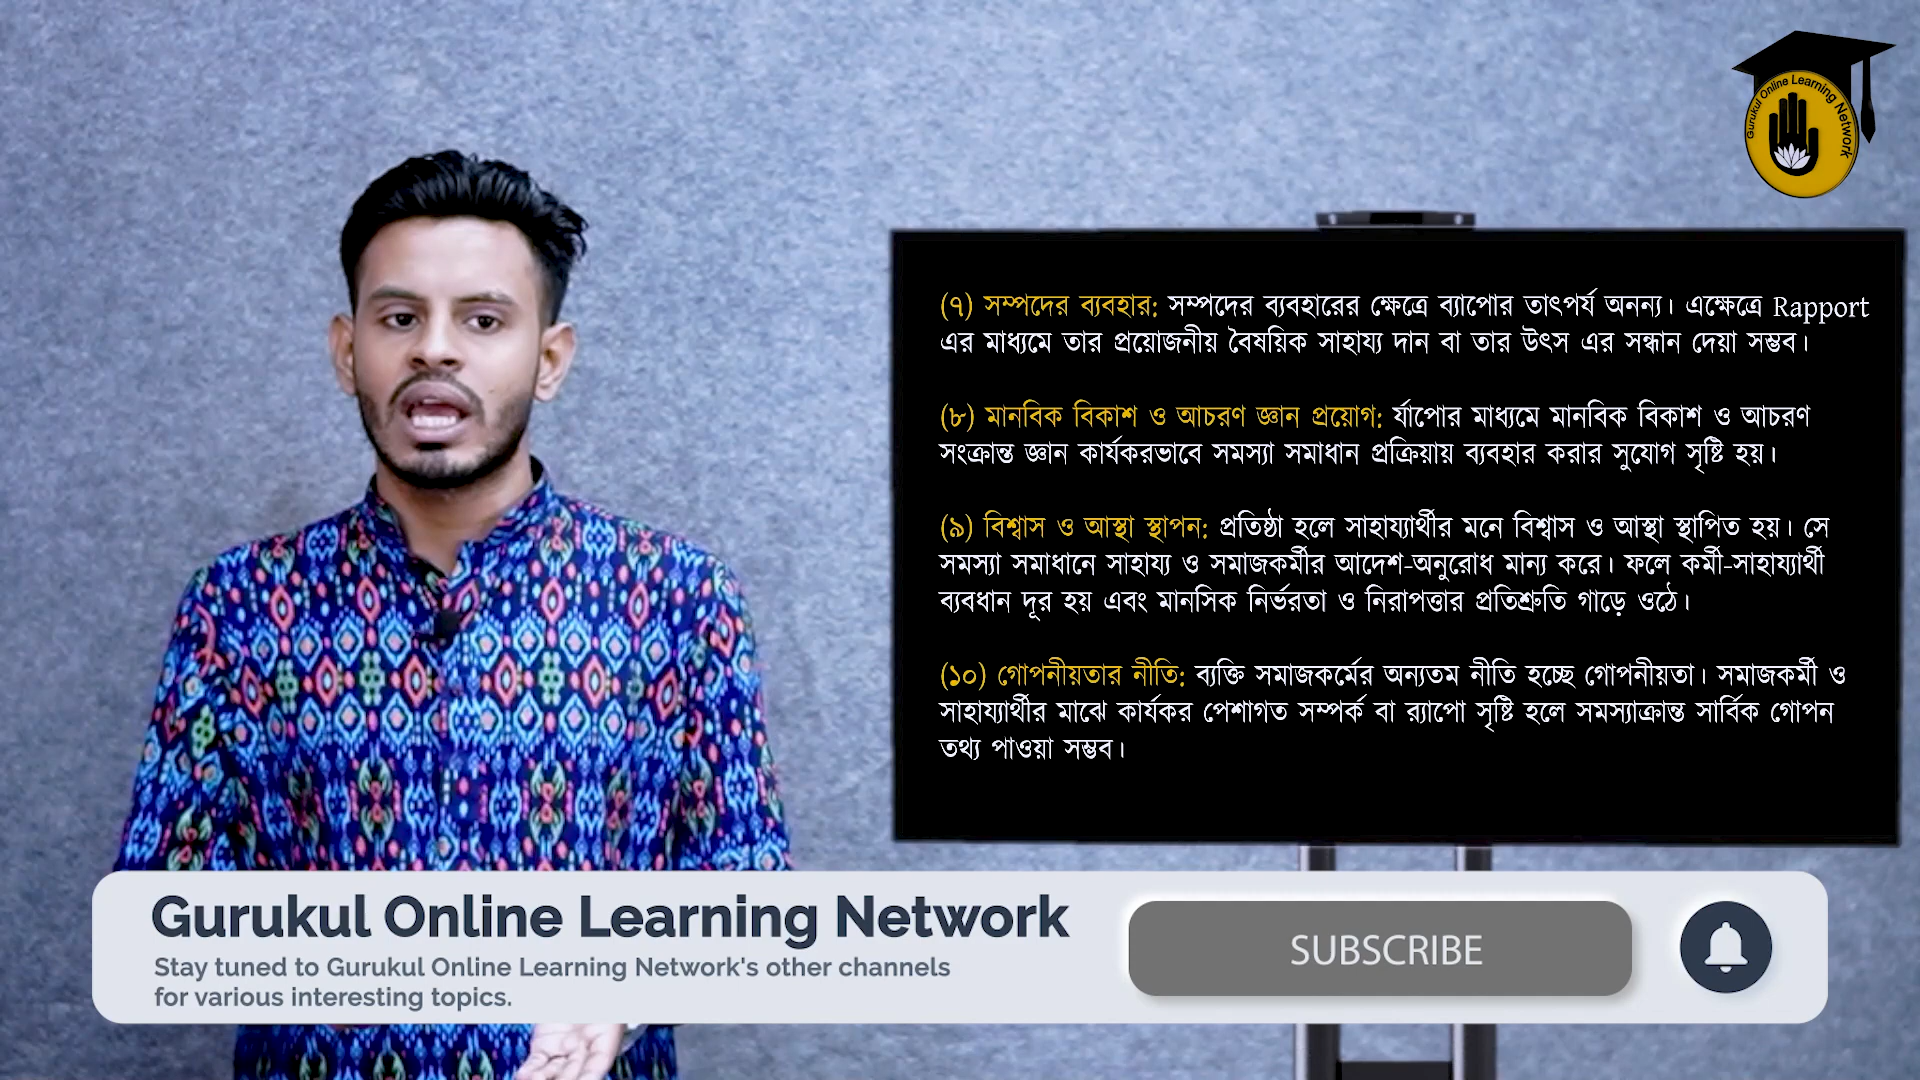 Gurukul Online Learning Network
(৭) সম্পদের ব্যবহার: সম্পদের ব্যবহারের ক্ষেত্রে ব্যাপোর তাৎপর্য অনন্য। এক্ষেত্রে Rapport
এর মাধ্যমে তার প্রয়োজনীয় বৈষয়িক সাহায্য দান বা তার উৎস এর সন্ধান দেয়া সম্ভব।
(৮) মানবিক বিকাশ ও আচরণ জ্ঞান প্রয়োগ: র্যাপোর মাধ্যমে মানবিক বিকাশ ও আচরণ
সংক্রান্ত জ্ঞান কার্যকরভাবে সমস্যা সমাধান প্রক্রিয়ায় ব্যবহার করার সুযোগ সৃষ্টি হয়।
(৯) বিশ্বাস ও আস্থা স্থাপন: প্রতিষ্ঠা হলে সাহায্যার্থীর মনে বিশ্বাস ও আস্থা স্থাপিত হয়। সে
সমস্যা সমাধানে সাহায্য ও সমাজকর্মীর আদেশ-অনুরোধ মান্য করে। ফলে কর্মী-সাহায্যার্থী
ব্যবধান দূর হয় এবং মানসিক নির্ভরতা ও নিরাপত্তার প্রতিশ্রুতি গাড়ে ওঠে।
(১০) গোপনীয়তার নীতি: ব্যক্তি সমাজকর্মের অন্যতম নীতি হচ্ছে গোপনীয়তা। সমাজকর্মী ও
সাহায্যার্থীর মাঝে কার্যকর পেশাগত সম্পর্ক বা র‍্যাপো সৃষ্টি হলে সমস্যাক্রান্ত সার্বিক গোপন
তথ্য পাওয়া সম্ভব।
Gurukul Online Learning Network
Stay tuned to Gurukul Online Learning Network's other channels
for various interesting topics.
SUBSCRIBE